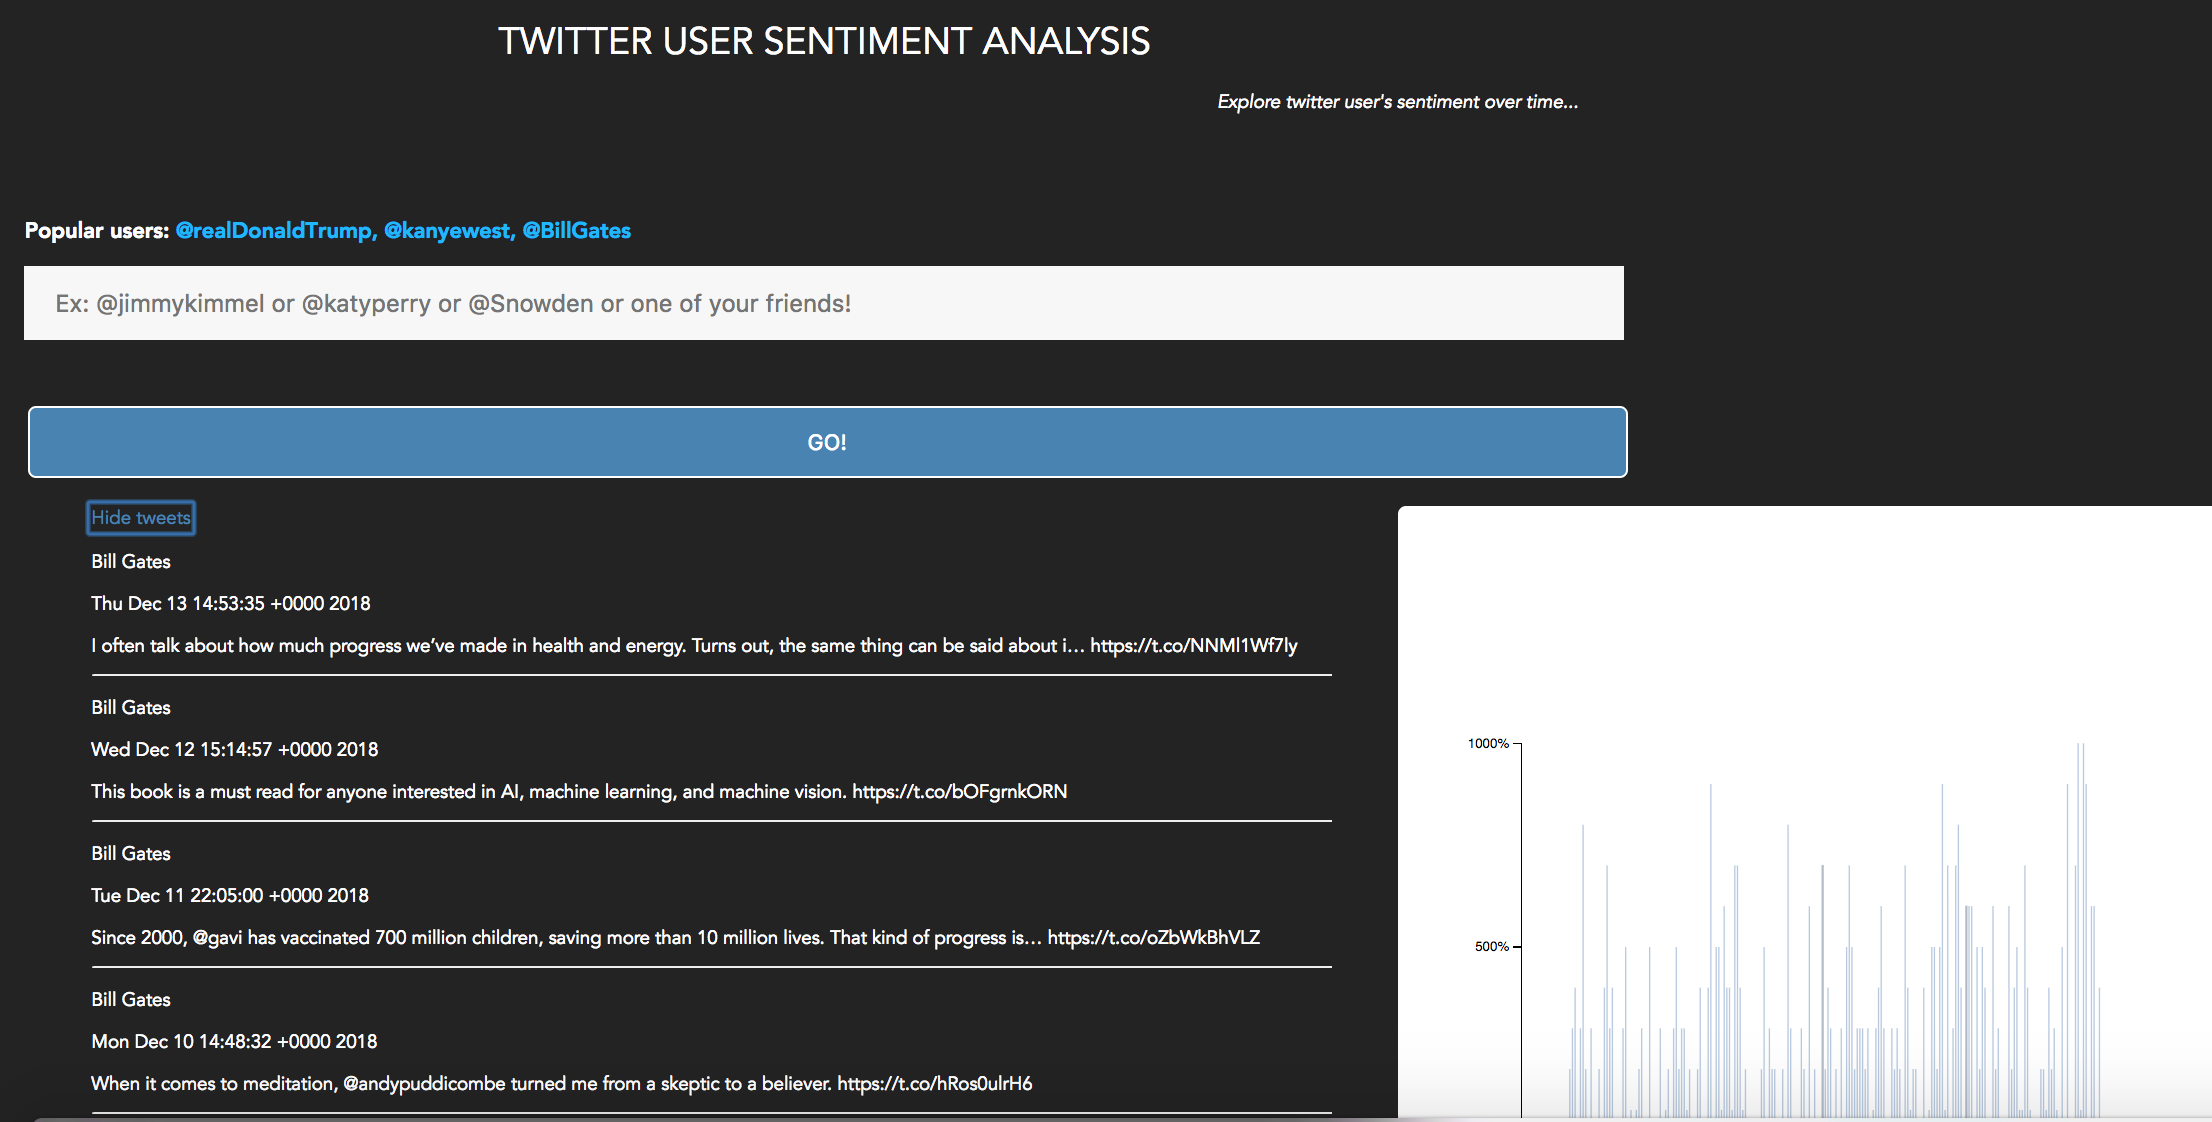 TWITTER USER SENTIMENT ANALYSIS
Explore twitter user's sentiment over time...
Popular users: @realDonaldTrump, @kanyewest, @BillGates
Ex: @jimmykimmel or @katyperry or @Snowden or one of your friends!
GO!
Hide tweets
Bill Gates
Thu Dec 13 14:53:35 +0000 2018
I often talk about how much progress we’ve made in health and energy. Turns out, the same thing can be said about i… https://t.co/NNMl1Wf7ly
Bill Gates
Wed Dec 12 15:14:57 +0000 2018
This book is a must read for anyone interested in AI, machine learning, and machine vision. https://t.co/bOFgrnkORN
Bill Gates
Tue Dec 11 22:05:00 +0000 2018
Since 2000, @gavi has vaccinated 700 million children, saving more than 10 million lives. That kind of progress is… https://t.co/oZbWkBhVLZ
Bill Gates
Mon Dec 10 14:48:32 +0000 2018
When it comes to meditation, @andypuddicombe turned me from a skeptic to a believer. https://t.co/hRos0ulrH6
1000%
500%